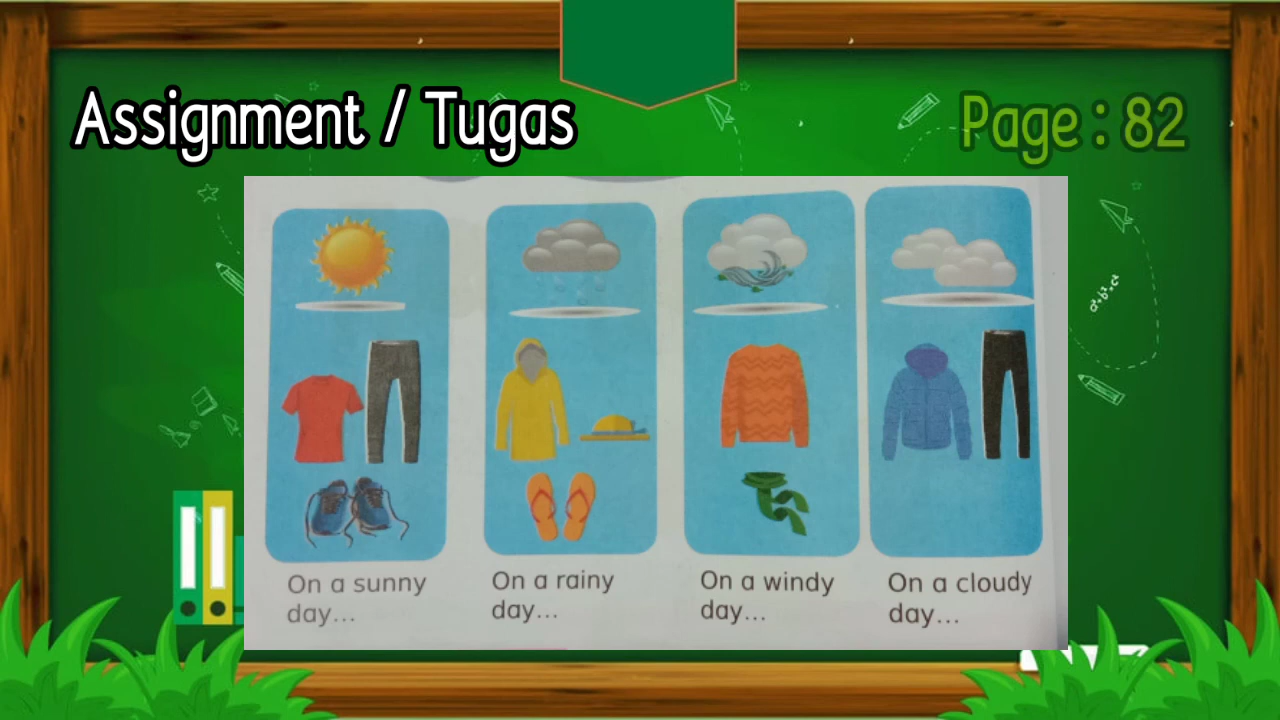 Assignment / Tugas
Page : 82
On a sunny
day...
On a rainy
day...
On a windy
day...
On a cloudy
day...